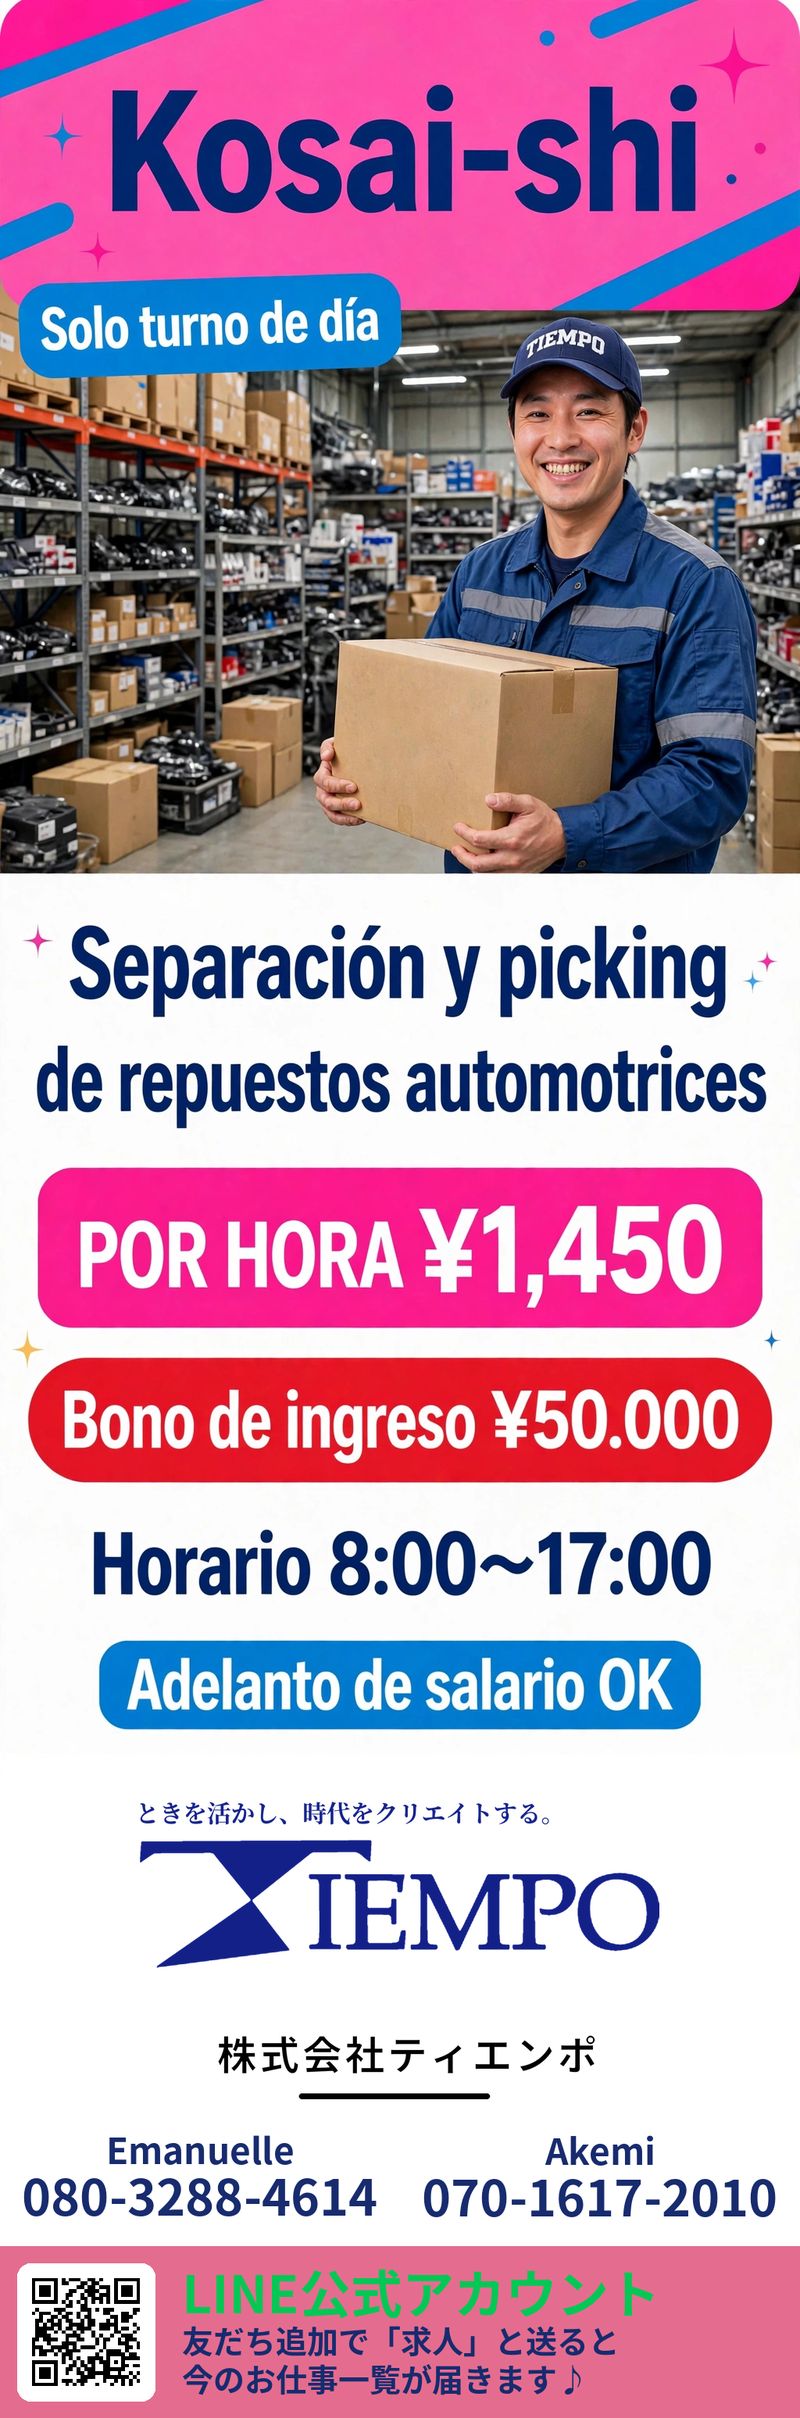 Kosai-shi
Solo turno de día
TIEMPO
Separación y picking
de repuestos automotrices
POR HORA ¥1,450
Bono de ingreso ¥50.000
Horario 8:00～17:00
Adelanto de salario OK
ときを活かし、時代をクリエイトする。
TIEMPO
株式会社ティエンポ
Emanuelle
080-3288-4614
Akemi
070-1617-2010
LINE公式アカウント
友だち追加で「求人」と送ると
今のお仕事一覧が届きます♪